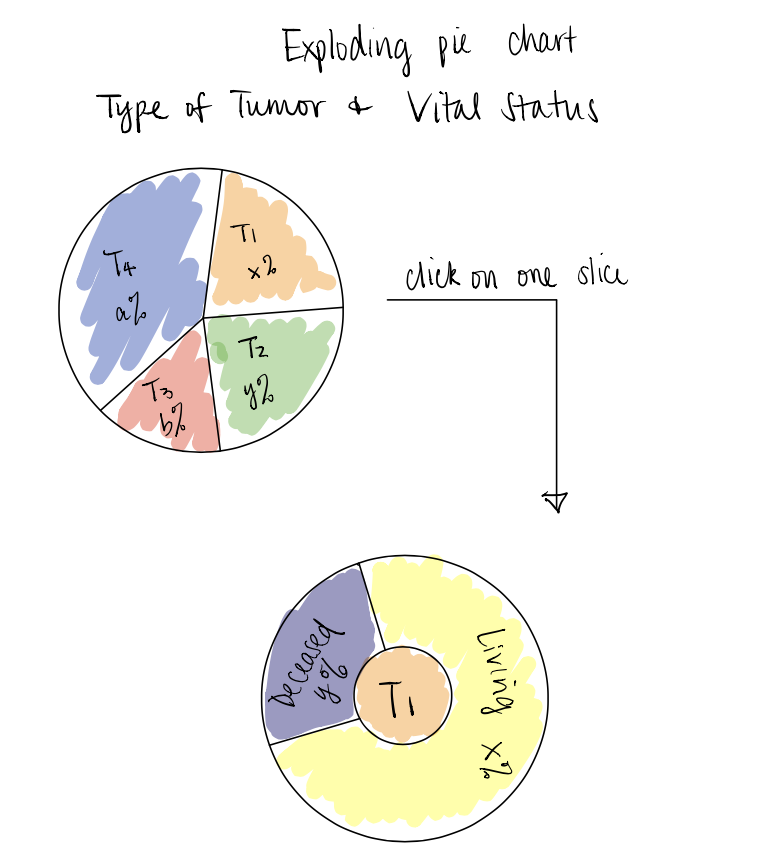 Exploding pie chart
Type of Tumor & Vital Status
T1
x%
T4
a%
T2
y%
T3
b%
click on one slice
Deceased
y%
Living x%
T1